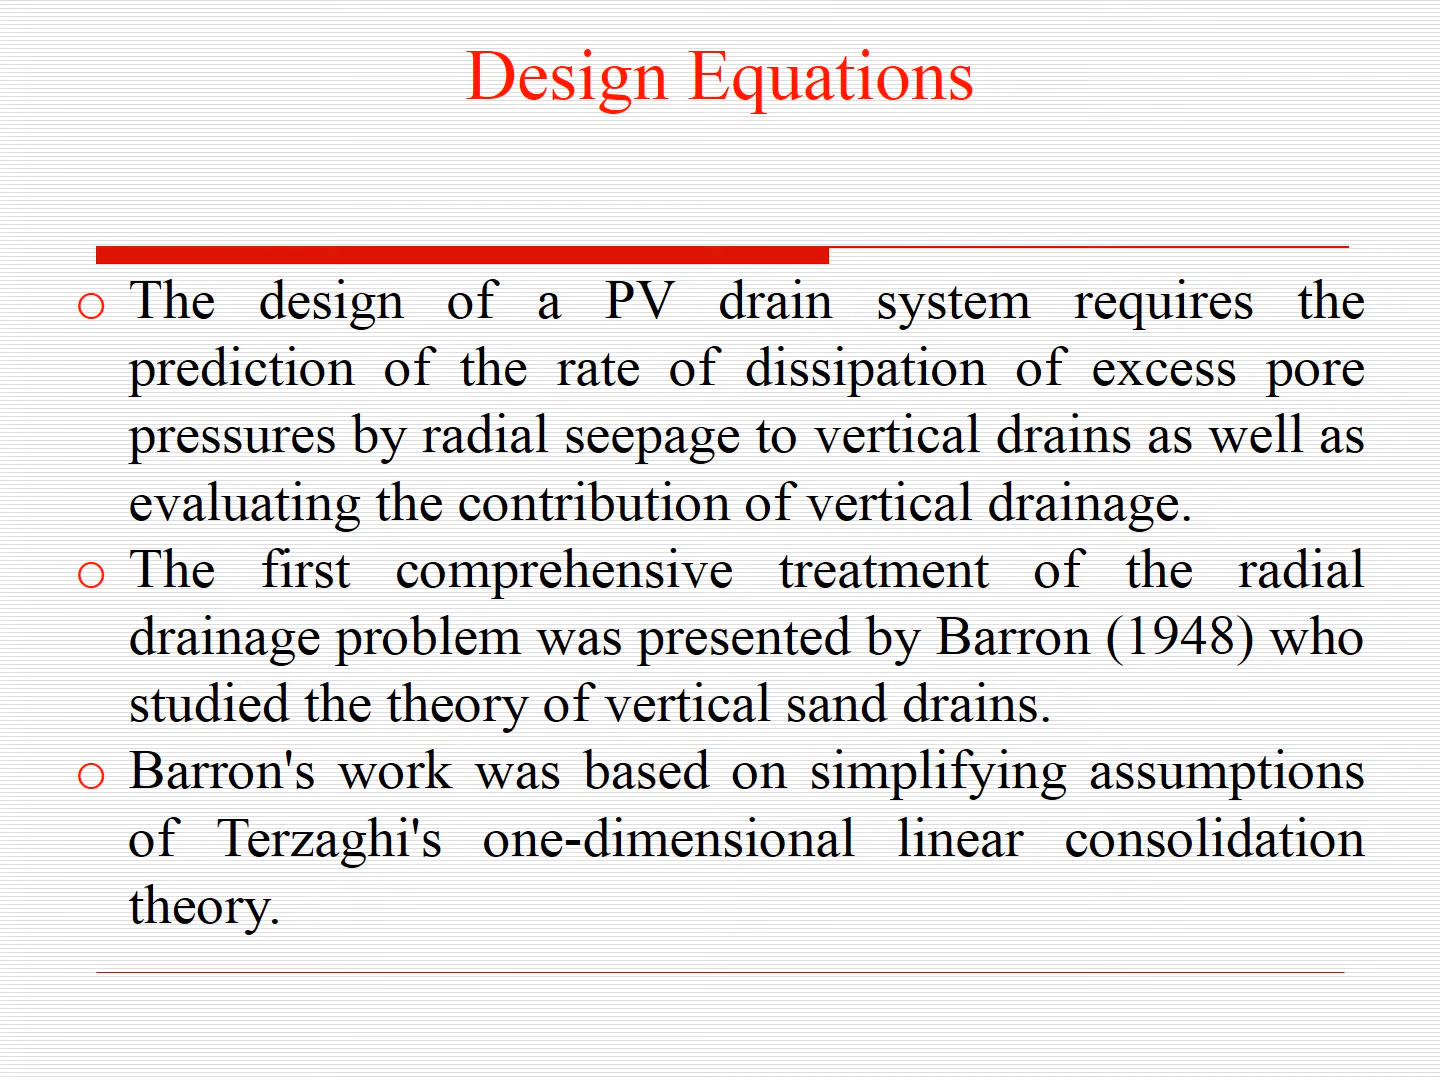 Design Equations
The design of a PV drain system requires the
prediction of the rate of dissipation of excess pore
pressures by radial seepage to vertical drains as well as
evaluating the contribution of vertical drainage.
The first comprehensive treatment of the radial
drainage problem was presented by Barron (1948) who
studied the theory of vertical sand drains.
Barron's work was based on simplifying assumptions
of Terzaghi's one-dimensional linear consolidation
theory.